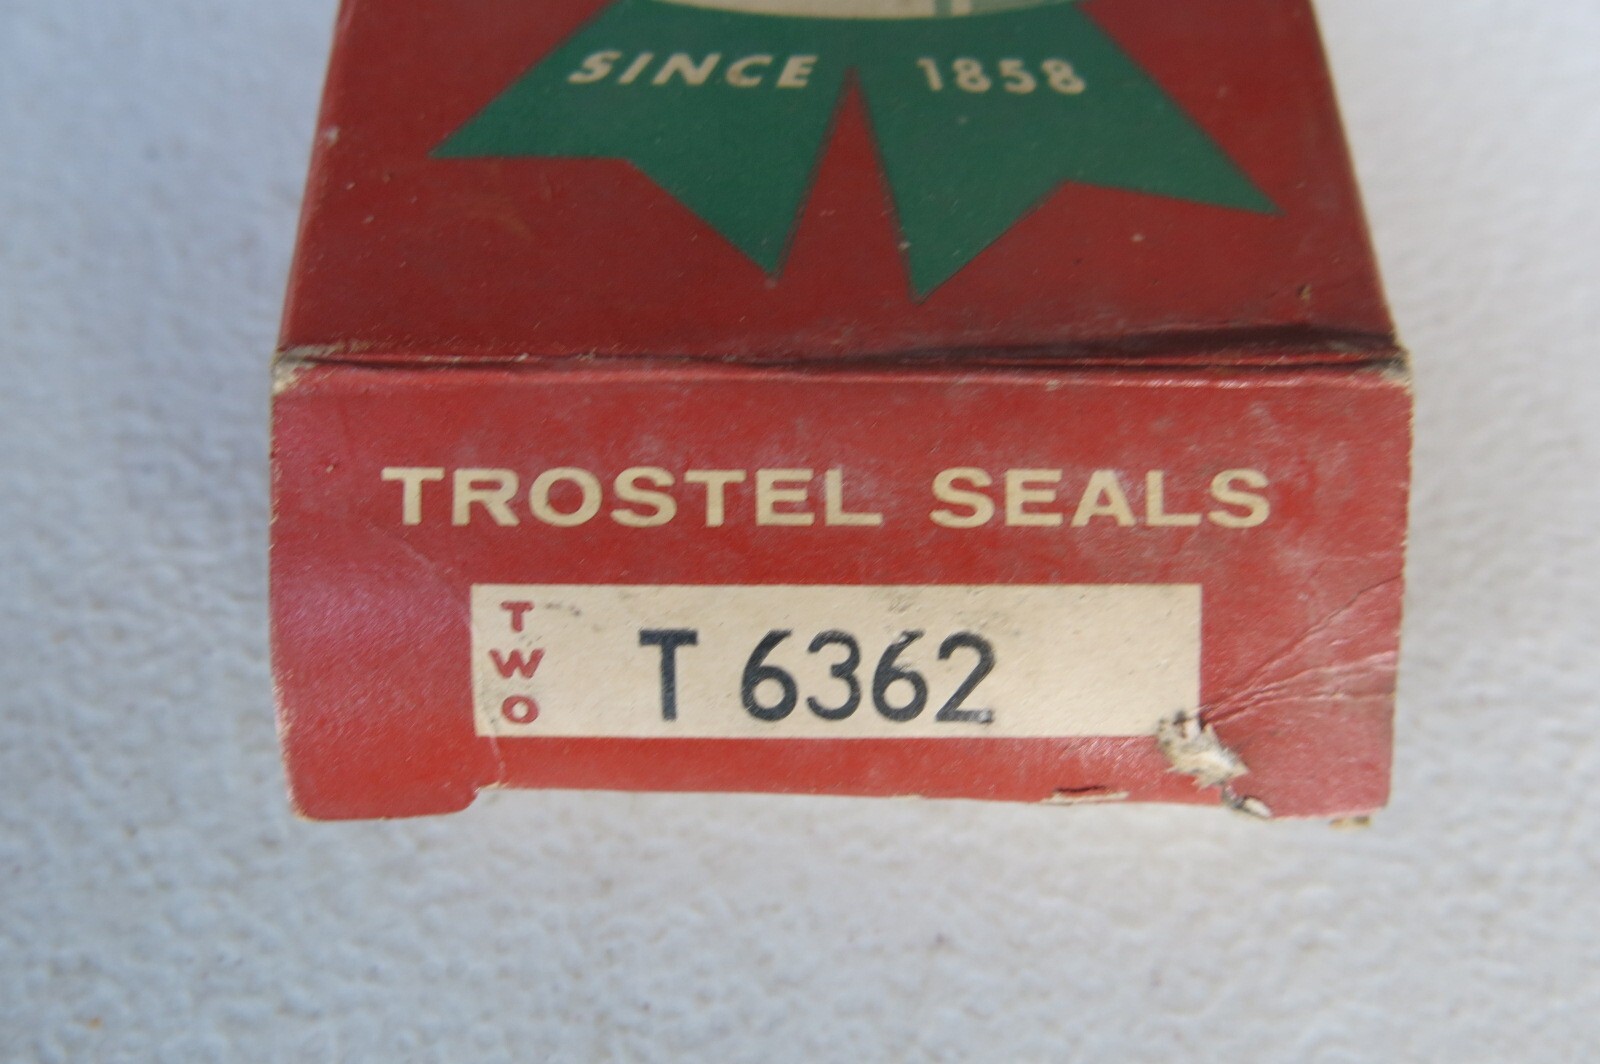 SINCE 1858
TROSTEL SEALS
TWO
T 6362